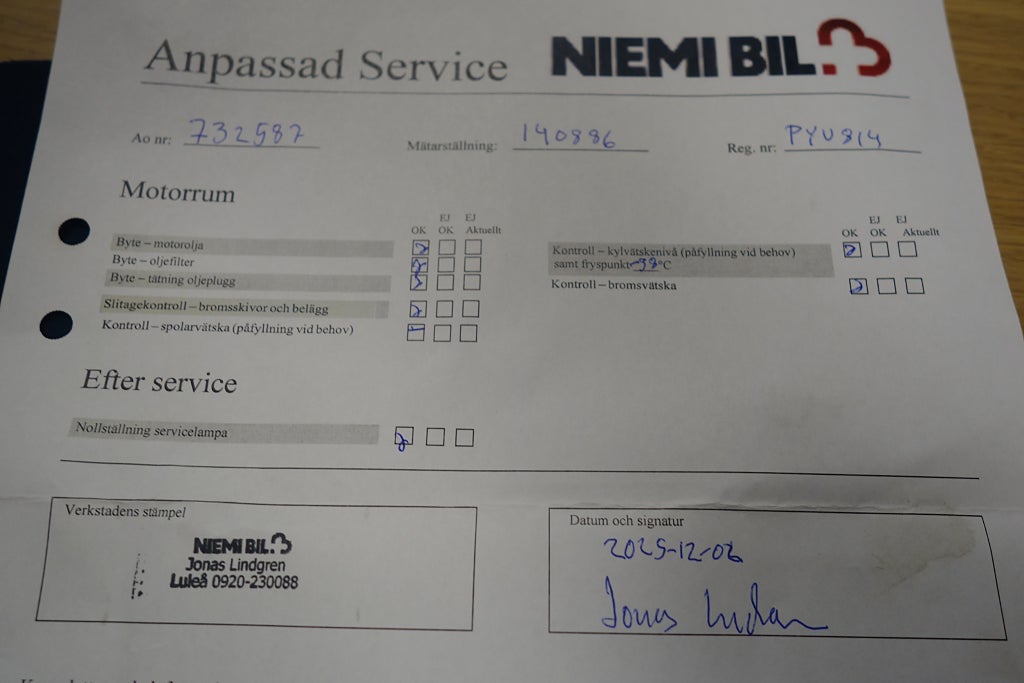 Anpassad Service NIEMI BIL.
Ao nr: 732587 Mätarställning: 140886 Reg. nr: PYU814
Motorrum
OK EJ OK EJ Aktuellt
OK EJ OK EJ Aktuellt
Byte – motorolja
Byte – oljefilter
Byte – tätning oljeplugg
Slitagekontroll – bromsskivor och belägg
Kontroll – spolarvätska (påfyllning vid behov)
Kontroll – kylvätskenivå (påfyllning vid behov)
samt fryspunkt -38°C
Kontroll – bromsvätska
Efter service
Nollställning servicelampa
Verkstadens stämpel
NIEMI BIL.
Jonas Lindgren
Luleå 0920-230088
Datum och signatur
2025-12-02
Jonas